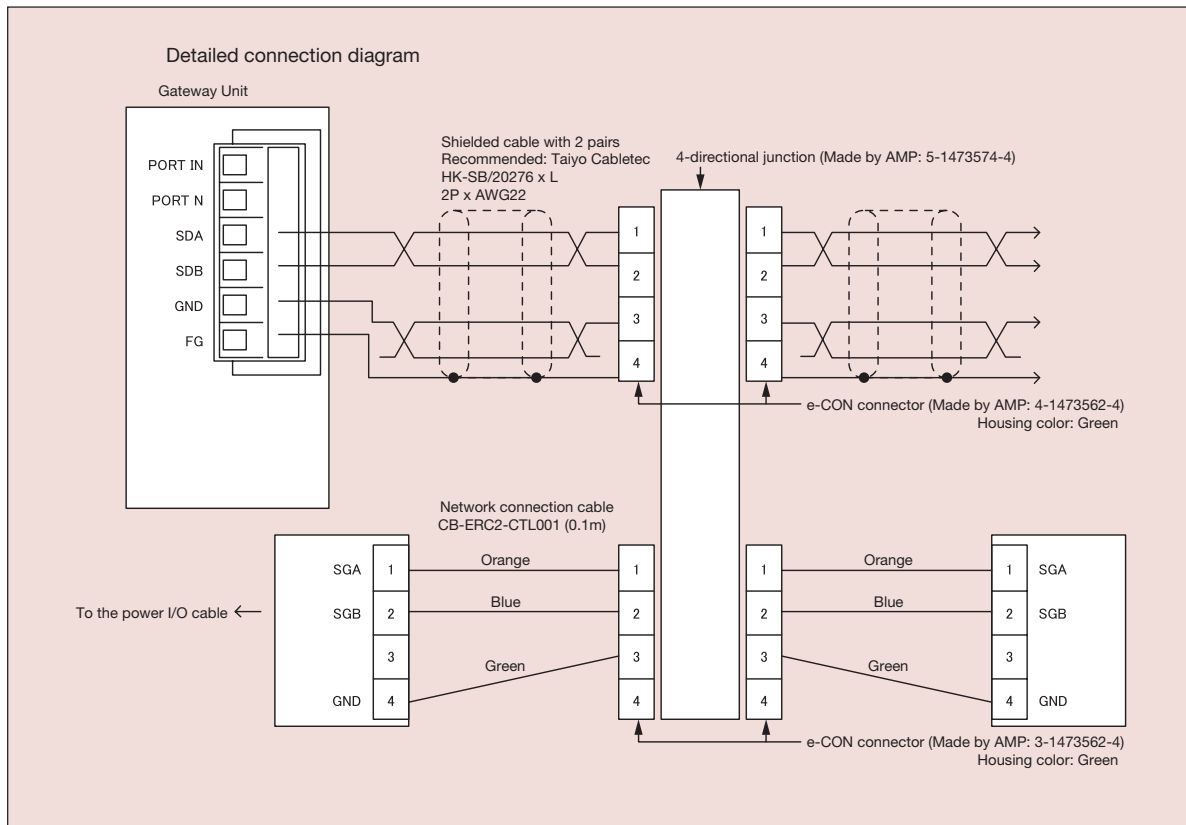 Detailed connection diagram
Gateway Unit
PORT IN
PORT N
SDA
SDB
GND
FG
Shielded cable with 2 pairs
Recommended: Taiyo Cabletec
HK-SB/20276 x L
2P x AWG22
4-directional junction (Made by AMP: 5-1473574-4)
1
2
3
4
1
2
3
4
e-CON connector (Made by AMP: 4-1473562-4)
Housing color: Green
Network connection cable
CB-ERC2-CTL001 (0.1m)
To the power I/O cable
SGA
SGB
GND
1
2
3
4
Orange
Blue
Green
1
2
3
4
1
2
3
4
Orange
Blue
Green
1
2
3
4
SGA
SGB
GND
e-CON connector (Made by AMP: 3-1473562-4)
Housing color: Green